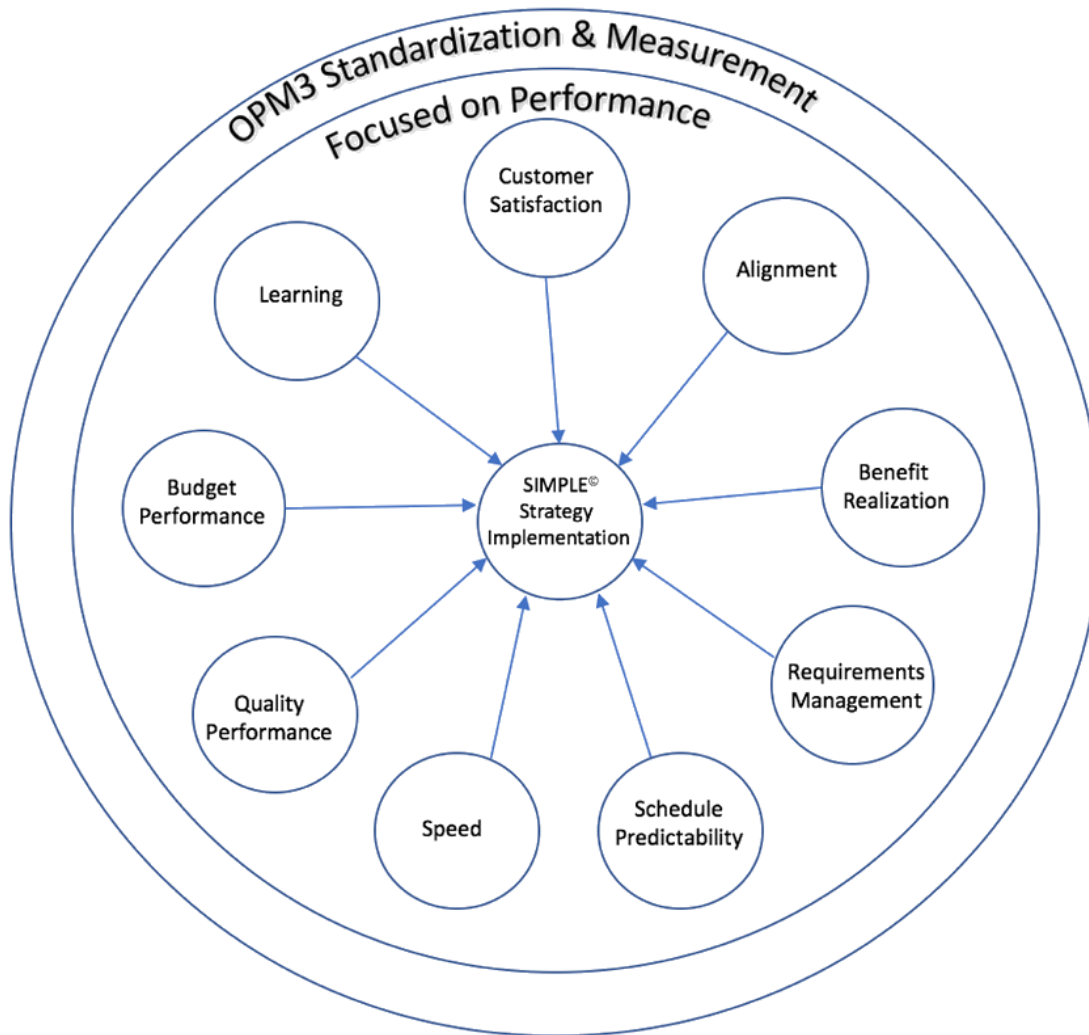 OPM3 Standardization & Measurement
Focused on Performance
Customer
Satisfaction
Alignment
Learning
Benefit
Realization
Budget
Performance
SIMPLE©
Strategy
Implementation
Requirements
Management
Quality
Performance
Schedule
Predictability
Speed